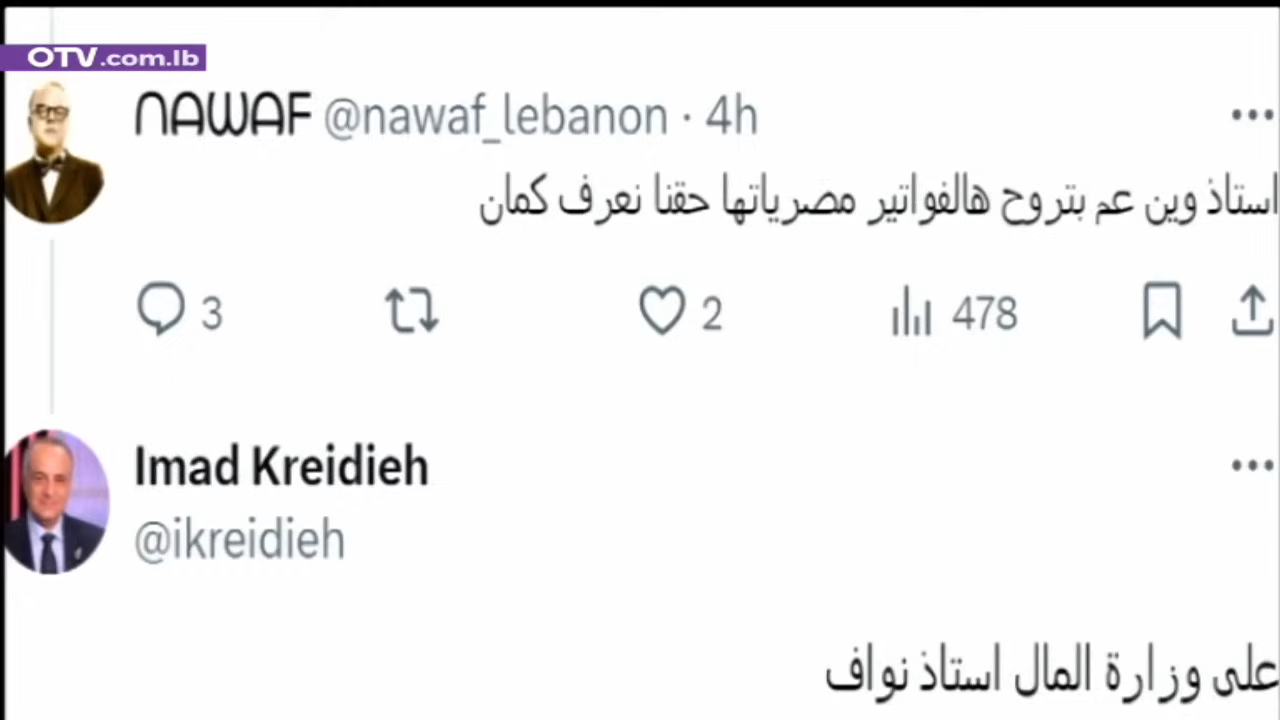 OTV.com.lb
NAWAF @nawaf_lebanon · 4h
استاذ وين عم بتروح هالفواتير مصرياتها حقنا نعرف كمان
3 2 478
Imad Kreidieh
@ikreidieh
على وزارة المال استاذ نواف